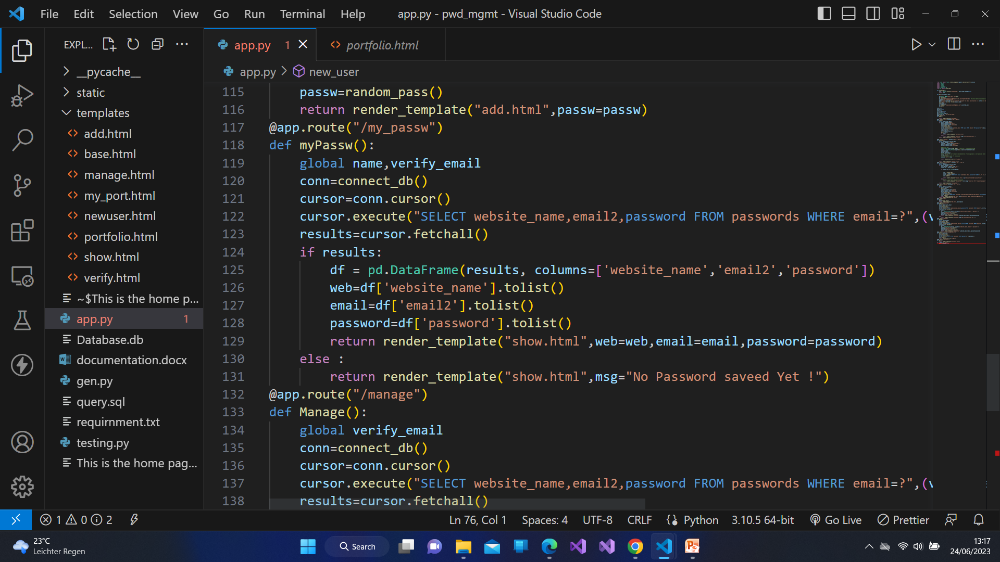 File Edit Selection View Go Run Terminal Help app.py - pwd_mgmt - Visual Studio Code
EXPL...
app.py 1
portfolio.html
app.py > new_user
__pycache__
static
templates
add.html
base.html
manage.html
my_port.html
newuser.html
portfolio.html
show.html
verify.html
~$This is the home p...
app.py 1
Database.db
documentation.docx
gen.py
query.sql
requirnment.txt
testing.py
This is the home pag...
115 passw=random_pass()
116 return render_template("add.html",passw=passw)
117 @app.route("/my_passw")
118 def myPassw():
119 global name,verify_email
120 conn=connect_db()
121 cursor=conn.cursor()
122 cursor.execute("SELECT website_name,email2,password FROM passwords WHERE email=?",(v
123 results=cursor.fetchall()
124 if results:
125 df = pd.DataFrame(results, columns=['website_name','email2','password'])
126 web=df['website_name'].tolist()
127 email=df['email2'].tolist()
128 password=df['password'].tolist()
129 return render_template("show.html",web=web,email=email,password=password)
130 else :
131 return render_template("show.html",msg="No Password saveed Yet !")
132 @app.route("/manage")
133 def Manage():
134 global verify_email
135 conn=connect_db()
136 cursor=conn.cursor()
137 cursor.execute("SELECT website_name,email2,password FROM passwords WHERE email=?",(v
138 results=cursor.fetchall()
1 0 2 Ln 76, Col 1 Spaces: 4 UTF-8 CRLF Python 3.10.5 64-bit Go Live Prettier
23°C
Leichter Regen
Search
13:17
24/06/2023